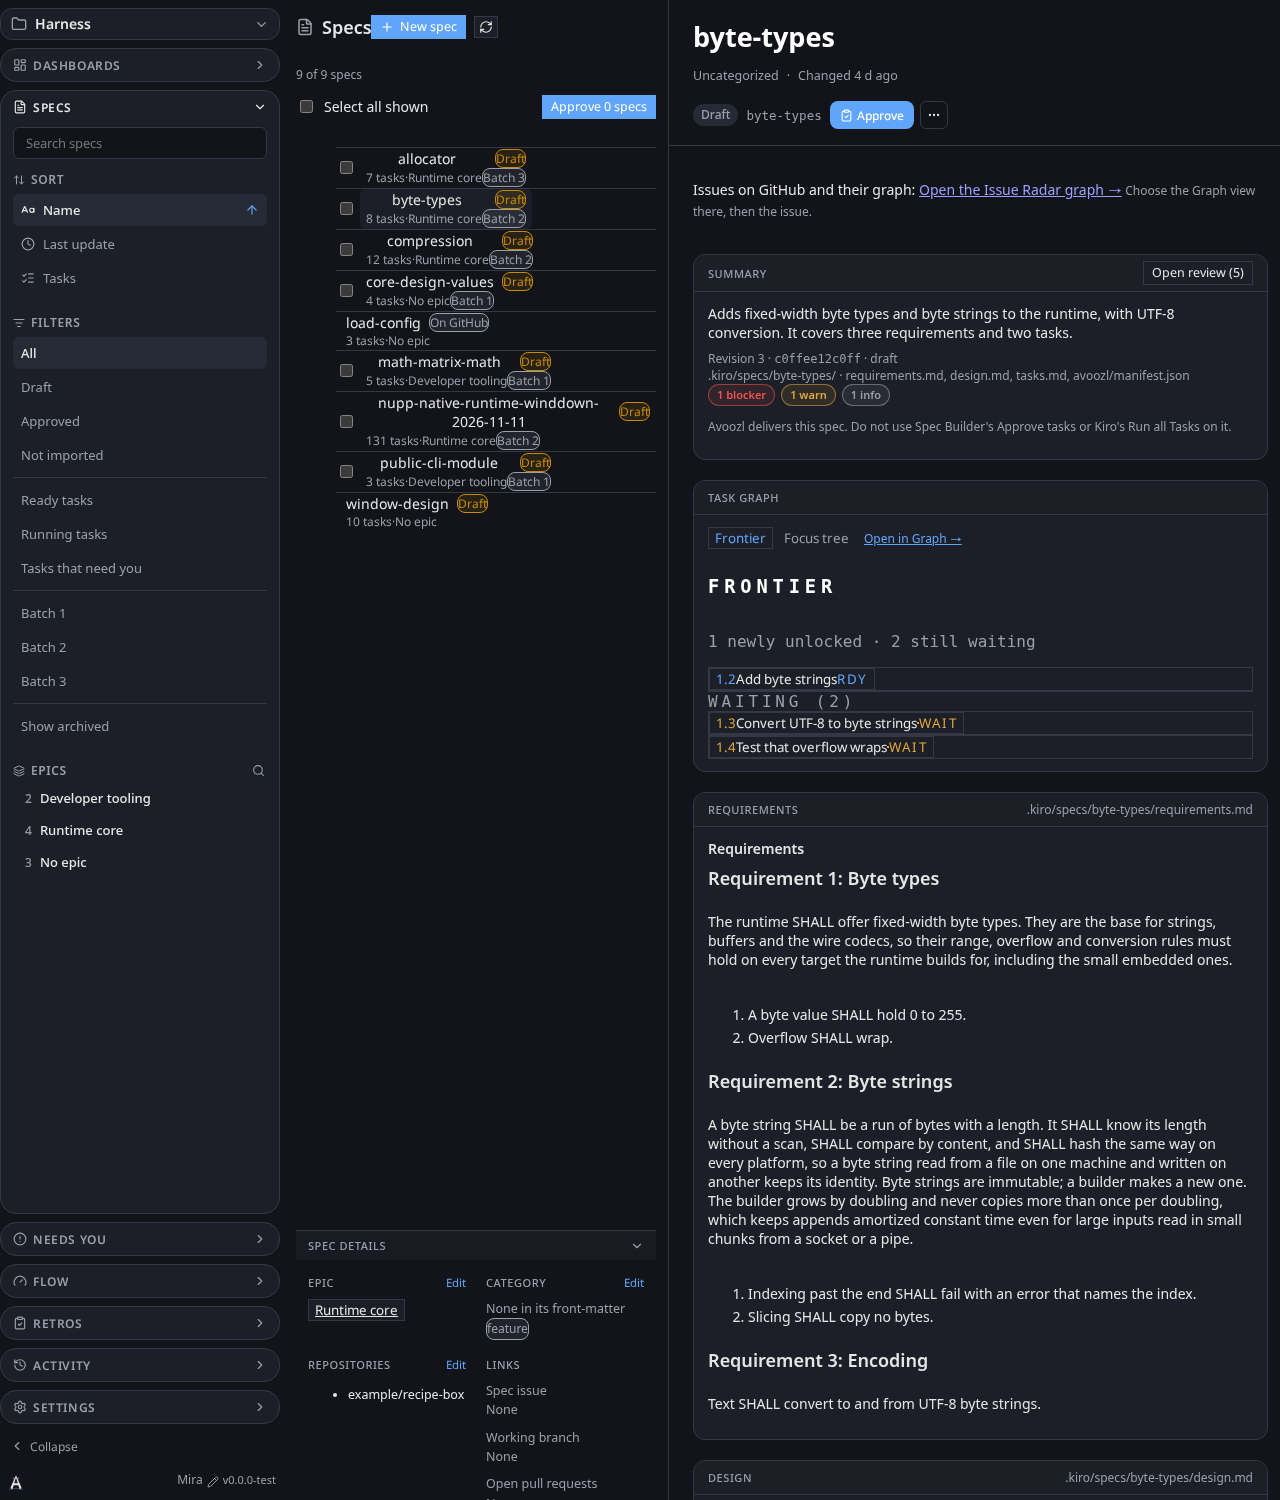 Harness
DASHBOARDS
SPECS
Search specs
SORT
Name
Last update
Tasks
FILTERS
All
Draft
Approved
Not imported
Ready tasks
Running tasks
Tasks that need you
Batch 1
Batch 2
Batch 3
Show archived
EPICS
2 Developer tooling
4 Runtime core
3 No epic
NEEDS YOU
FLOW
RETROS
ACTIVITY
SETTINGS
Collapse
A
Mira v0.0.0-test
Specs
New spec
9 of 9 specs
Select all shown
Approve 0 specs
allocator Draft
7 tasks·Runtime core Batch 3
byte-types Draft
8 tasks·Runtime core Batch 2
compression Draft
12 tasks·Runtime core Batch 2
core-design-values Draft
4 tasks·No epic Batch 1
load-config On GitHub
3 tasks·No epic
math-matrix-math Draft
5 tasks·Developer tooling Batch 1
nupp-native-runtime-winddown-
2026-11-11 Draft
131 tasks·Runtime core Batch 2
public-cli-module Draft
3 tasks·Developer tooling Batch 1
window-design Draft
10 tasks·No epic
SPEC DETAILS
EPIC Edit
Runtime core
CATEGORY Edit
None in its front-matter
feature
REPOSITORIES Edit
• example/recipe-box
LINKS
Spec issue
None
Working branch
None
Open pull requests
byte-types
Uncategorized · Changed 4 d ago
Draft byte-types Approve ···
Issues on GitHub and their graph: Open the Issue Radar graph → Choose the Graph view
there, then the issue.
SUMMARY
Open review (5)
Adds fixed-width byte types and byte strings to the runtime, with UTF-8
conversion. It covers three requirements and two tasks.
Revision 3 · c0ffee12c0ff · draft
.kiro/specs/byte-types/ · requirements.md, design.md, tasks.md, avoozl/manifest.json
1 blocker 1 warn 1 info
Avoozl delivers this spec. Do not use Spec Builder's Approve tasks or Kiro's Run all Tasks on it.
TASK GRAPH
Frontier Focus tree Open in Graph →
FRONTIER
1 newly unlocked · 2 still waiting
1.2 Add byte strings RDY
WAITING (2)
1.3 Convert UTF-8 to byte strings·WAIT
1.4 Test that overflow wraps·WAIT
REQUIREMENTS
.kiro/specs/byte-types/requirements.md
Requirements
Requirement 1: Byte types
The runtime SHALL offer fixed-width byte types. They are the base for strings,
buffers and the wire codecs, so their range, overflow and conversion rules must
hold on every target the runtime builds for, including the small embedded ones.
1. A byte value SHALL hold 0 to 255.
2. Overflow SHALL wrap.
Requirement 2: Byte strings
A byte string SHALL be a run of bytes with a length. It SHALL know its length
without a scan, SHALL compare by content, and SHALL hash the same way on
every platform, so a byte string read from a file on one machine and written on
another keeps its identity. Byte strings are immutable; a builder makes a new one.
The builder grows by doubling and never copies more than once per doubling,
which keeps appends amortized constant time even for large inputs read in small
chunks from a socket or a pipe.
1. Indexing past the end SHALL fail with an error that names the index.
2. Slicing SHALL copy no bytes.
Requirement 3: Encoding
Text SHALL convert to and from UTF-8 byte strings.
DESIGN
.kiro/specs/byte-types/design.md